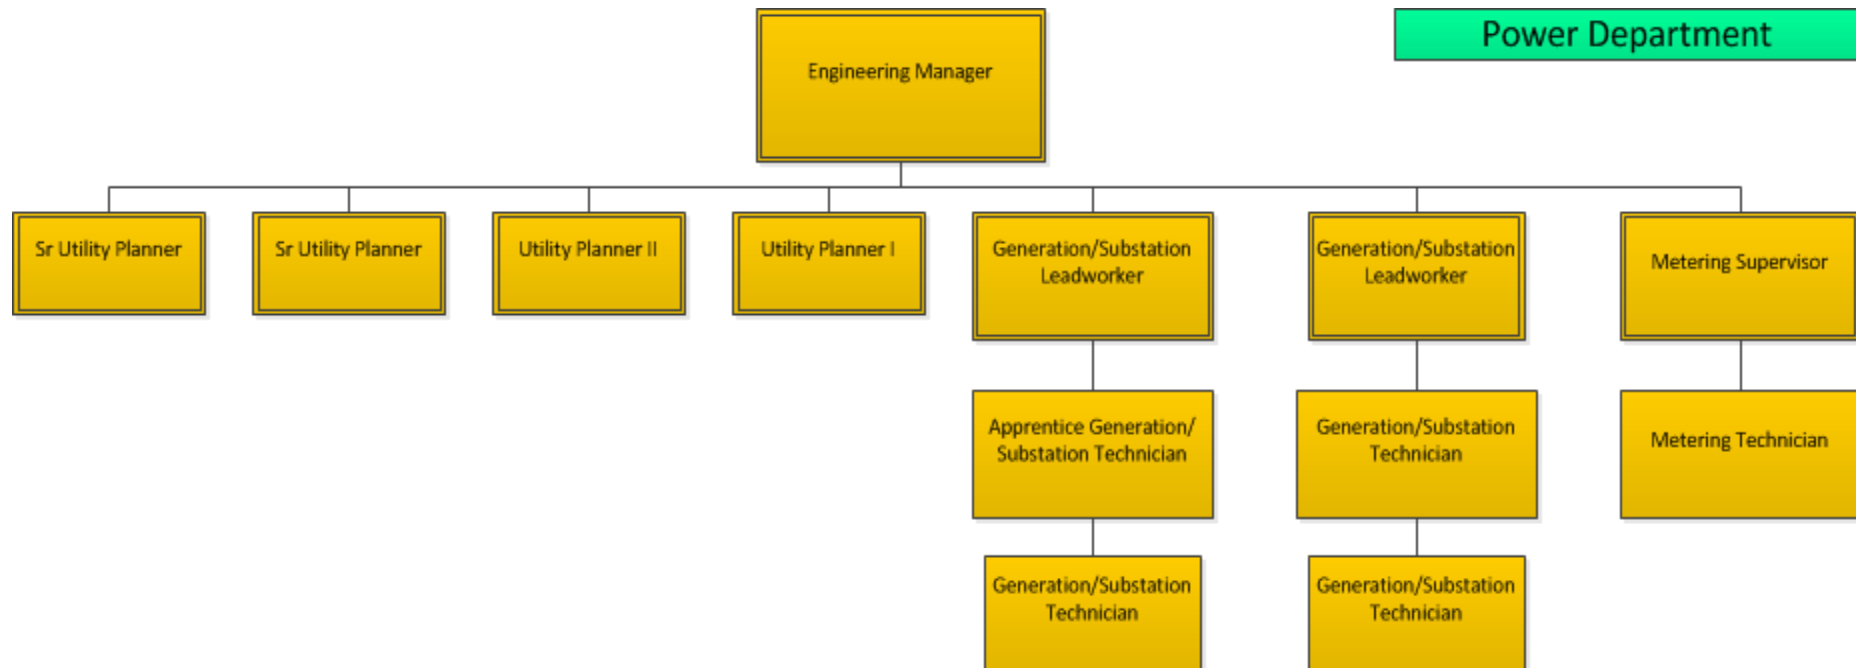 Power Department
Engineering Manager
Sr Utility Planner
Sr Utility Planner
Utility Planner II
Utility Planner I
Generation/Substation
Leadworker
Generation/Substation
Leadworker
Metering Supervisor
Apprentice Generation/
Substation Technician
Generation/Substation
Technician
Metering Technician
Generation/Substation
Technician
Generation/Substation
Technician